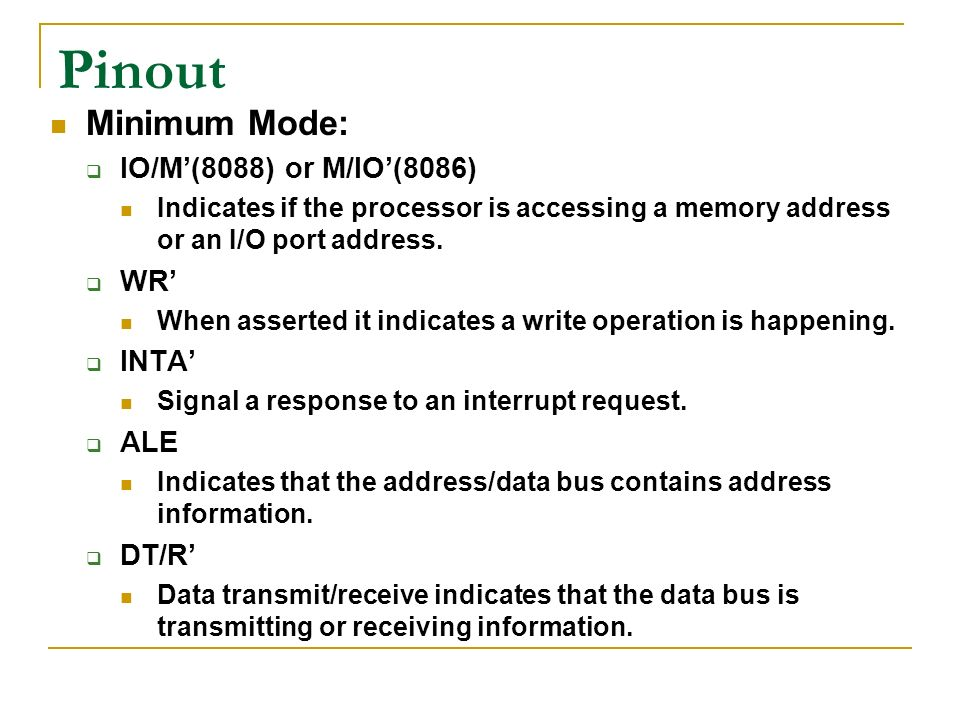 Pinout
Minimum Mode:
IO/M’(8088) or M/IO’(8086)
Indicates if the processor is accessing a memory address
or an I/O port address.
WR’
When asserted it indicates a write operation is happening.
INTA’
Signal a response to an interrupt request.
ALE
Indicates that the address/data bus contains address
information.
DT/R’
Data transmit/receive indicates that the data bus is
transmitting or receiving information.